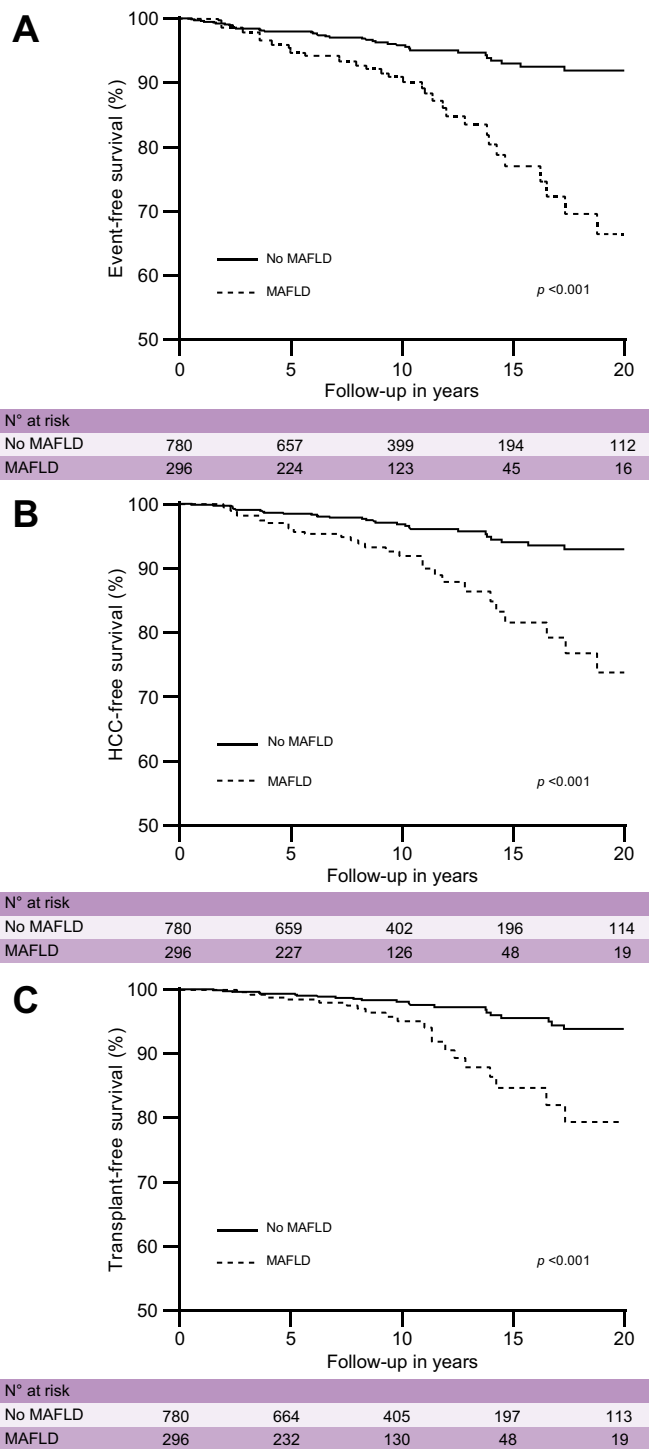 A
Event-free survival (%)
100
90
80
70
60
50
No MAFLD
MAFLD
p <0.001
0 5 10 15 20
Follow-up in years
N° at risk
No MAFLD 780 657 399 194 112
MAFLD 296 224 123 45 16
B
HCC-free survival (%)
100
90
80
70
60
50
No MAFLD
MAFLD
p <0.001
0 5 10 15 20
Follow-up in years
N° at risk
No MAFLD 780 659 402 196 114
MAFLD 296 227 126 48 19
C
Transplant-free survival (%)
100
90
80
70
60
50
No MAFLD
MAFLD
p <0.001
0 5 10 15 20
Follow-up in years
N° at risk
No MAFLD 780 664 405 197 113
MAFLD 296 232 130 48 19